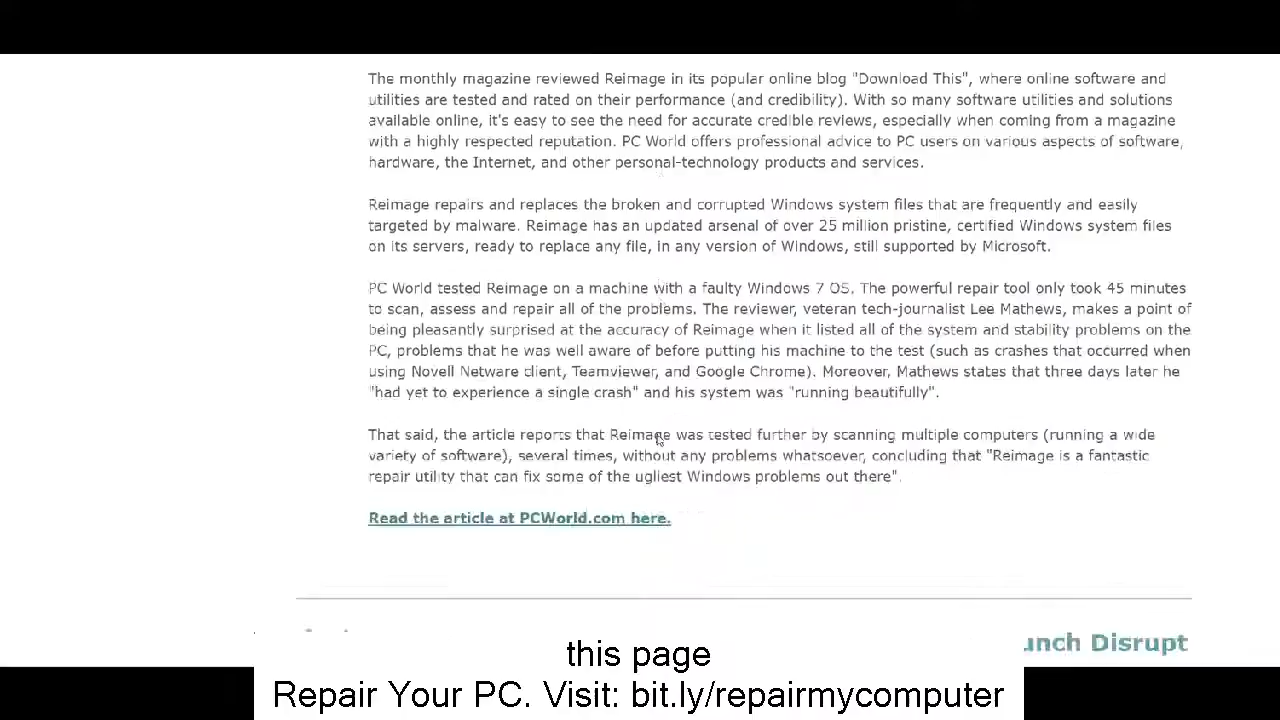 The monthly magazine reviewed Reimage in its popular online blog "Download This", where online software and
utilities are tested and rated on their performance (and credibility). With so many software utilities and solutions
available online, it's easy to see the need for accurate credible reviews, especially when coming from a magazine
with a highly respected reputation. PC World offers professional advice to PC users on various aspects of software,
hardware, the Internet, and other personal-technology products and services.
Reimage repairs and replaces the broken and corrupted Windows system files that are frequently and easily
targeted by malware. Reimage has an updated arsenal of over 25 million pristine, certified Windows system files
on its servers, ready to replace any file, in any version of Windows, still supported by Microsoft.
PC World tested Reimage on a machine with a faulty Windows 7 OS. The powerful repair tool only took 45 minutes
to scan, assess and repair all of the problems. The reviewer, veteran tech-journalist Lee Mathews, makes a point of
being pleasantly surprised at the accuracy of Reimage when it listed all of the system and stability problems on the
PC, problems that he was well aware of before putting his machine to the test (such as crashes that occurred when
using Novell Netware client, Teamviewer, and Google Chrome). Moreover, Mathews states that three days later he
"had yet to experience a single crash" and his system was "running beautifully".
That said, the article reports that Reimage was tested further by scanning multiple computers (running a wide
variety of software), several times, without any problems whatsoever, concluding that "Reimage is a fantastic
repair utility that can fix some of the ugliest Windows problems out there".
Read the article at PCWorld.com here.
unch Disrupt
this page
Repair Your PC. Visit: bit.ly/repairmycomputer